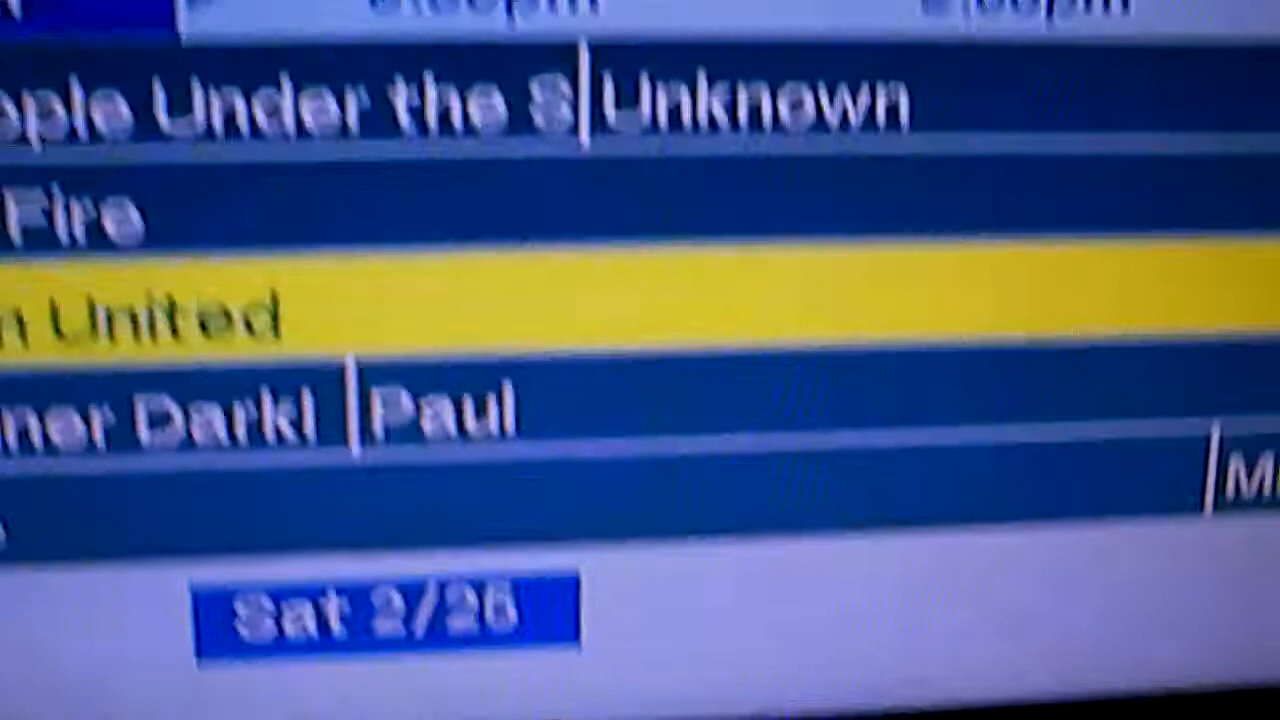 ople Under the S Unknown
Fire
n United
ner Darkl Paul
Sat 2/26